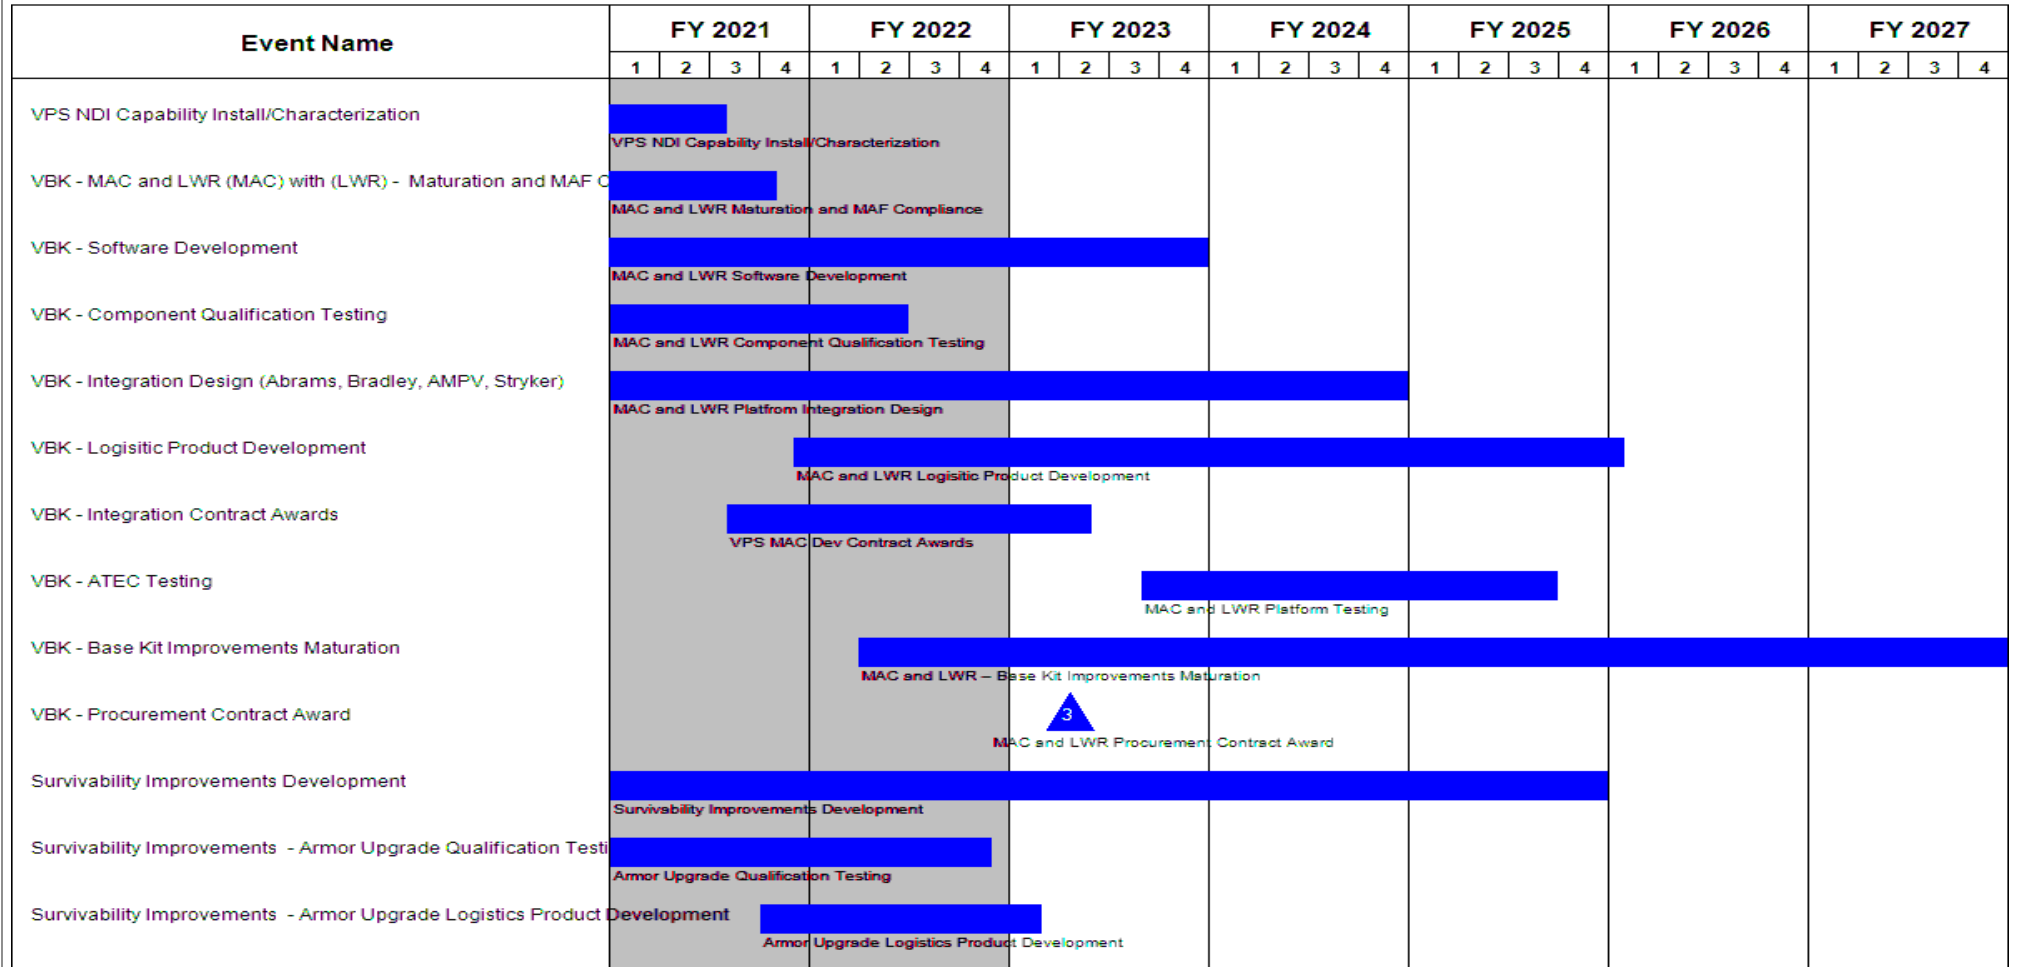 Event Name
FY 2021 FY 2022 FY 2023 FY 2024 FY 2025 FY 2026 FY 2027
1 2 3 4 1 2 3 4 1 2 3 4 1 2 3 4 1 2 3 4 1 2 3 4 1 2 3 4
VPS NDI Capability Install/Characterization
VPS NDI Capability Install/Characterization
VBK - MAC and LWR (MAC) with (LWR) - Maturation and MAF C
MAC and LWR Maturation and MAF Compliance
VBK - Software Development
MAC and LWR Software Development
VBK - Component Qualification Testing
MAC and LWR Component Qualification Testing
VBK - Integration Design (Abrams, Bradley, AMPV, Stryker)
MAC and LWR Platfrom Integration Design
VBK - Logisitic Product Development
MAC and LWR Logisitic Product Development
VBK - Integration Contract Awards
VPS MAC Dev Contract Awards
VBK - ATEC Testing
MAC and LWR Platform Testing
VBK - Base Kit Improvements Maturation
MAC and LWR – Base Kit Improvements Maturation
VBK - Procurement Contract Award
3
MAC and LWR Procurement Contract Award
Survivability Improvements Development
Survivability Improvements Development
Survivability Improvements - Armor Upgrade Qualification Testi
Armor Upgrade Qualification Testing
Survivability Improvements - Armor Upgrade Logistics Product Development
Armor Upgrade Logistics Product Development